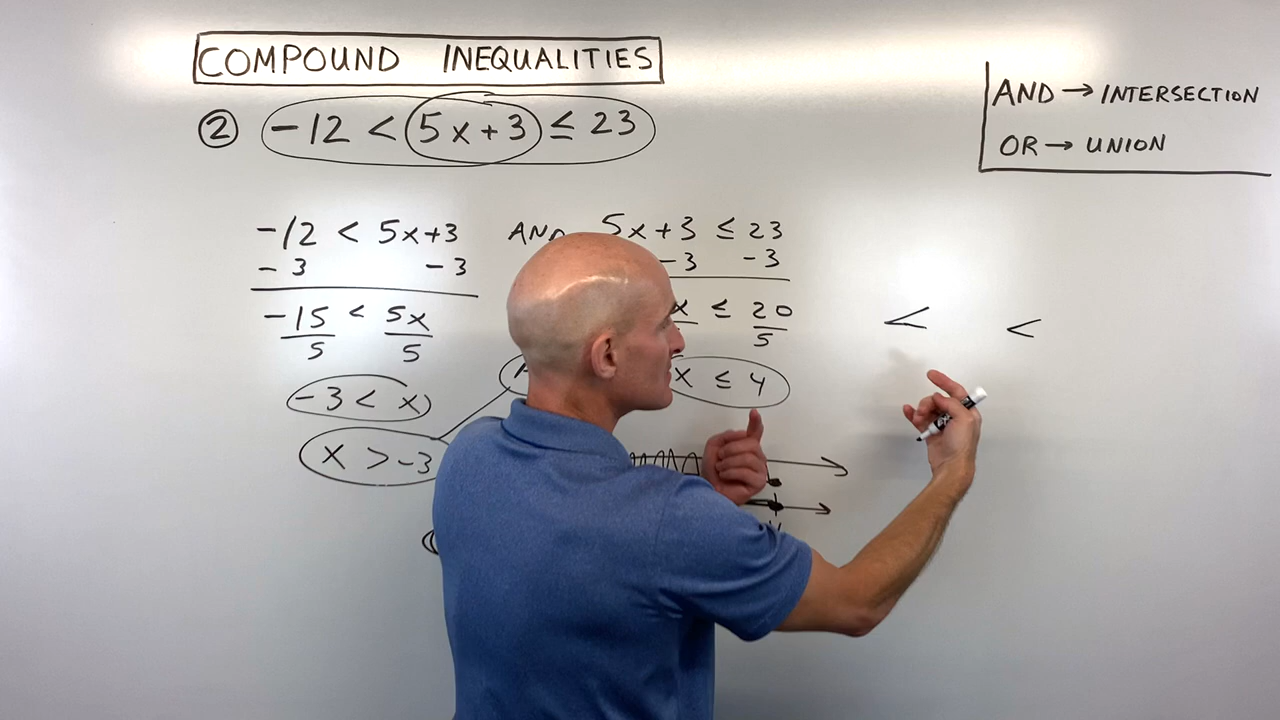 COMPOUND INEQUALITIES
② -12 < 5x+3 ≤ 23
AND → INTERSECTION
OR → UNION
-12 < 5x+3 AND 5x+3 ≤ 23
-3 -3 -3 -3
-15 < 5x x ≤ 20
5 5 5
-3 < x x ≤ 4
x > -3
< <